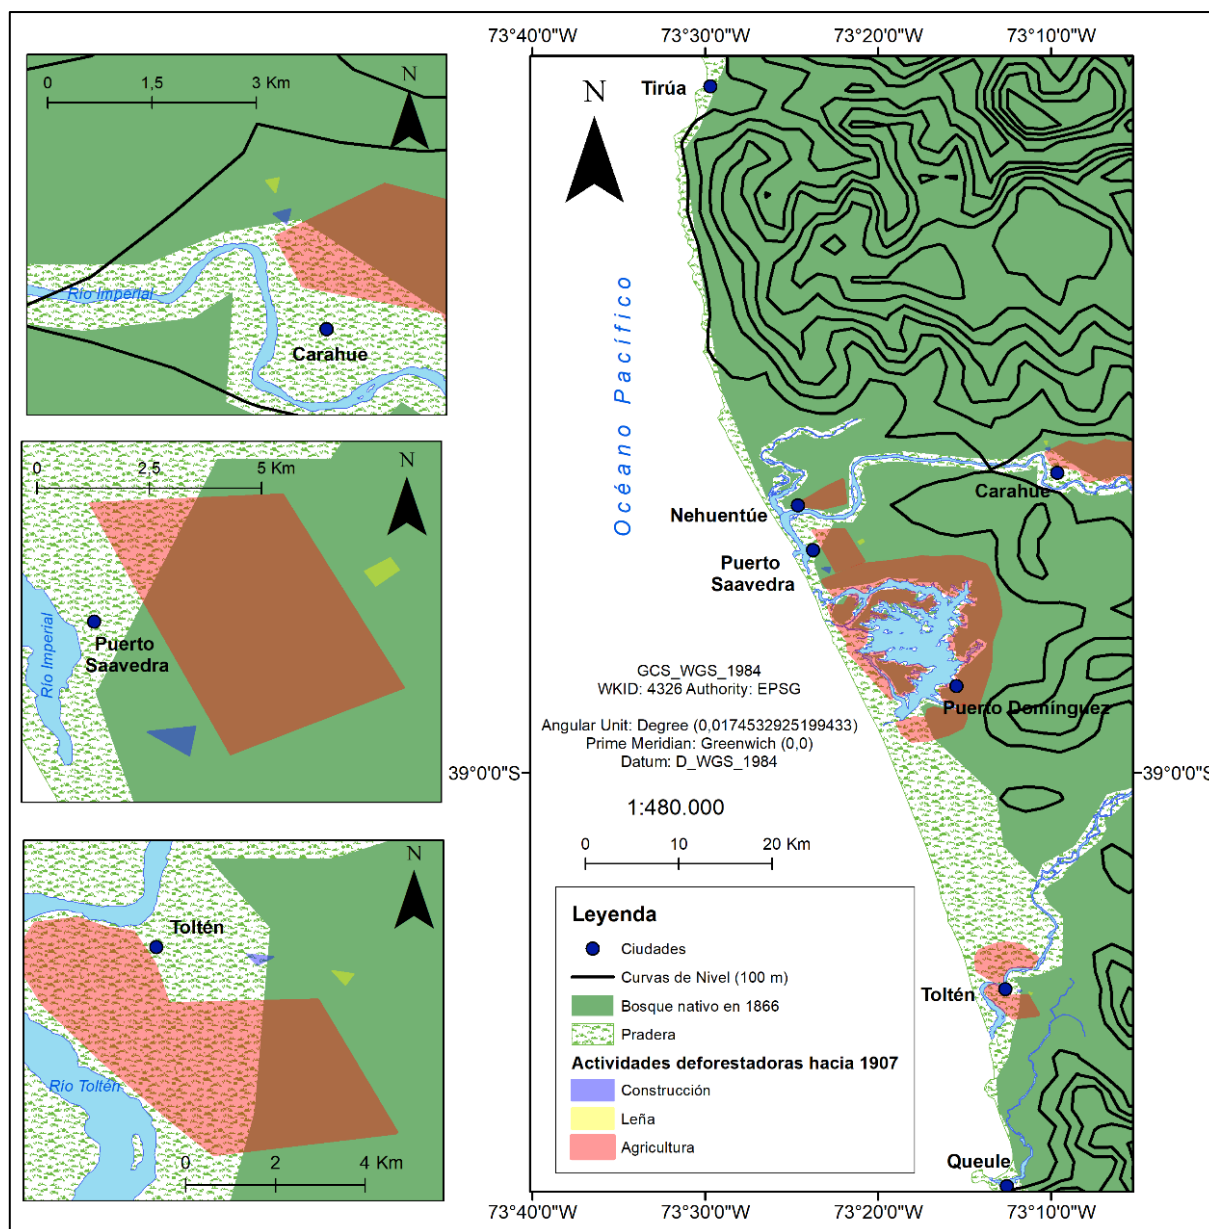 73°40'0"W
73°30'0"W
73°20'0"W
73°10'0"W
0
1,5
3 Km
N
Río Imperial
Carahue
0
2,5
5 Km
N
Río Imperial
Puerto
Saavedra
0
2
4 Km
N
Toltén
Río Toltén
N
Tirúa
Océano Pacífico
Carahue
Nehuentúe
Puerto
Saavedra
Puerto Domínguez
GCS_WGS_1984
WKID: 4326 Authority: EPSG
Angular Unit: Degree (0,0174532925199433)
Prime Meridian: Greenwich (0,0)
Datum: D_WGS_1984
39°0'0"S
39°0'0"S
1:480.000
0
10
20 Km
Leyenda
Ciudades
Curvas de Nivel (100 m)
Bosque nativo en 1866
Pradera
Actividades deforestadoras hacia 1907
Construcción
Leña
Agricultura
Toltén
Queule
73°40'0"W
73°30'0"W
73°20'0"W
73°10'0"W